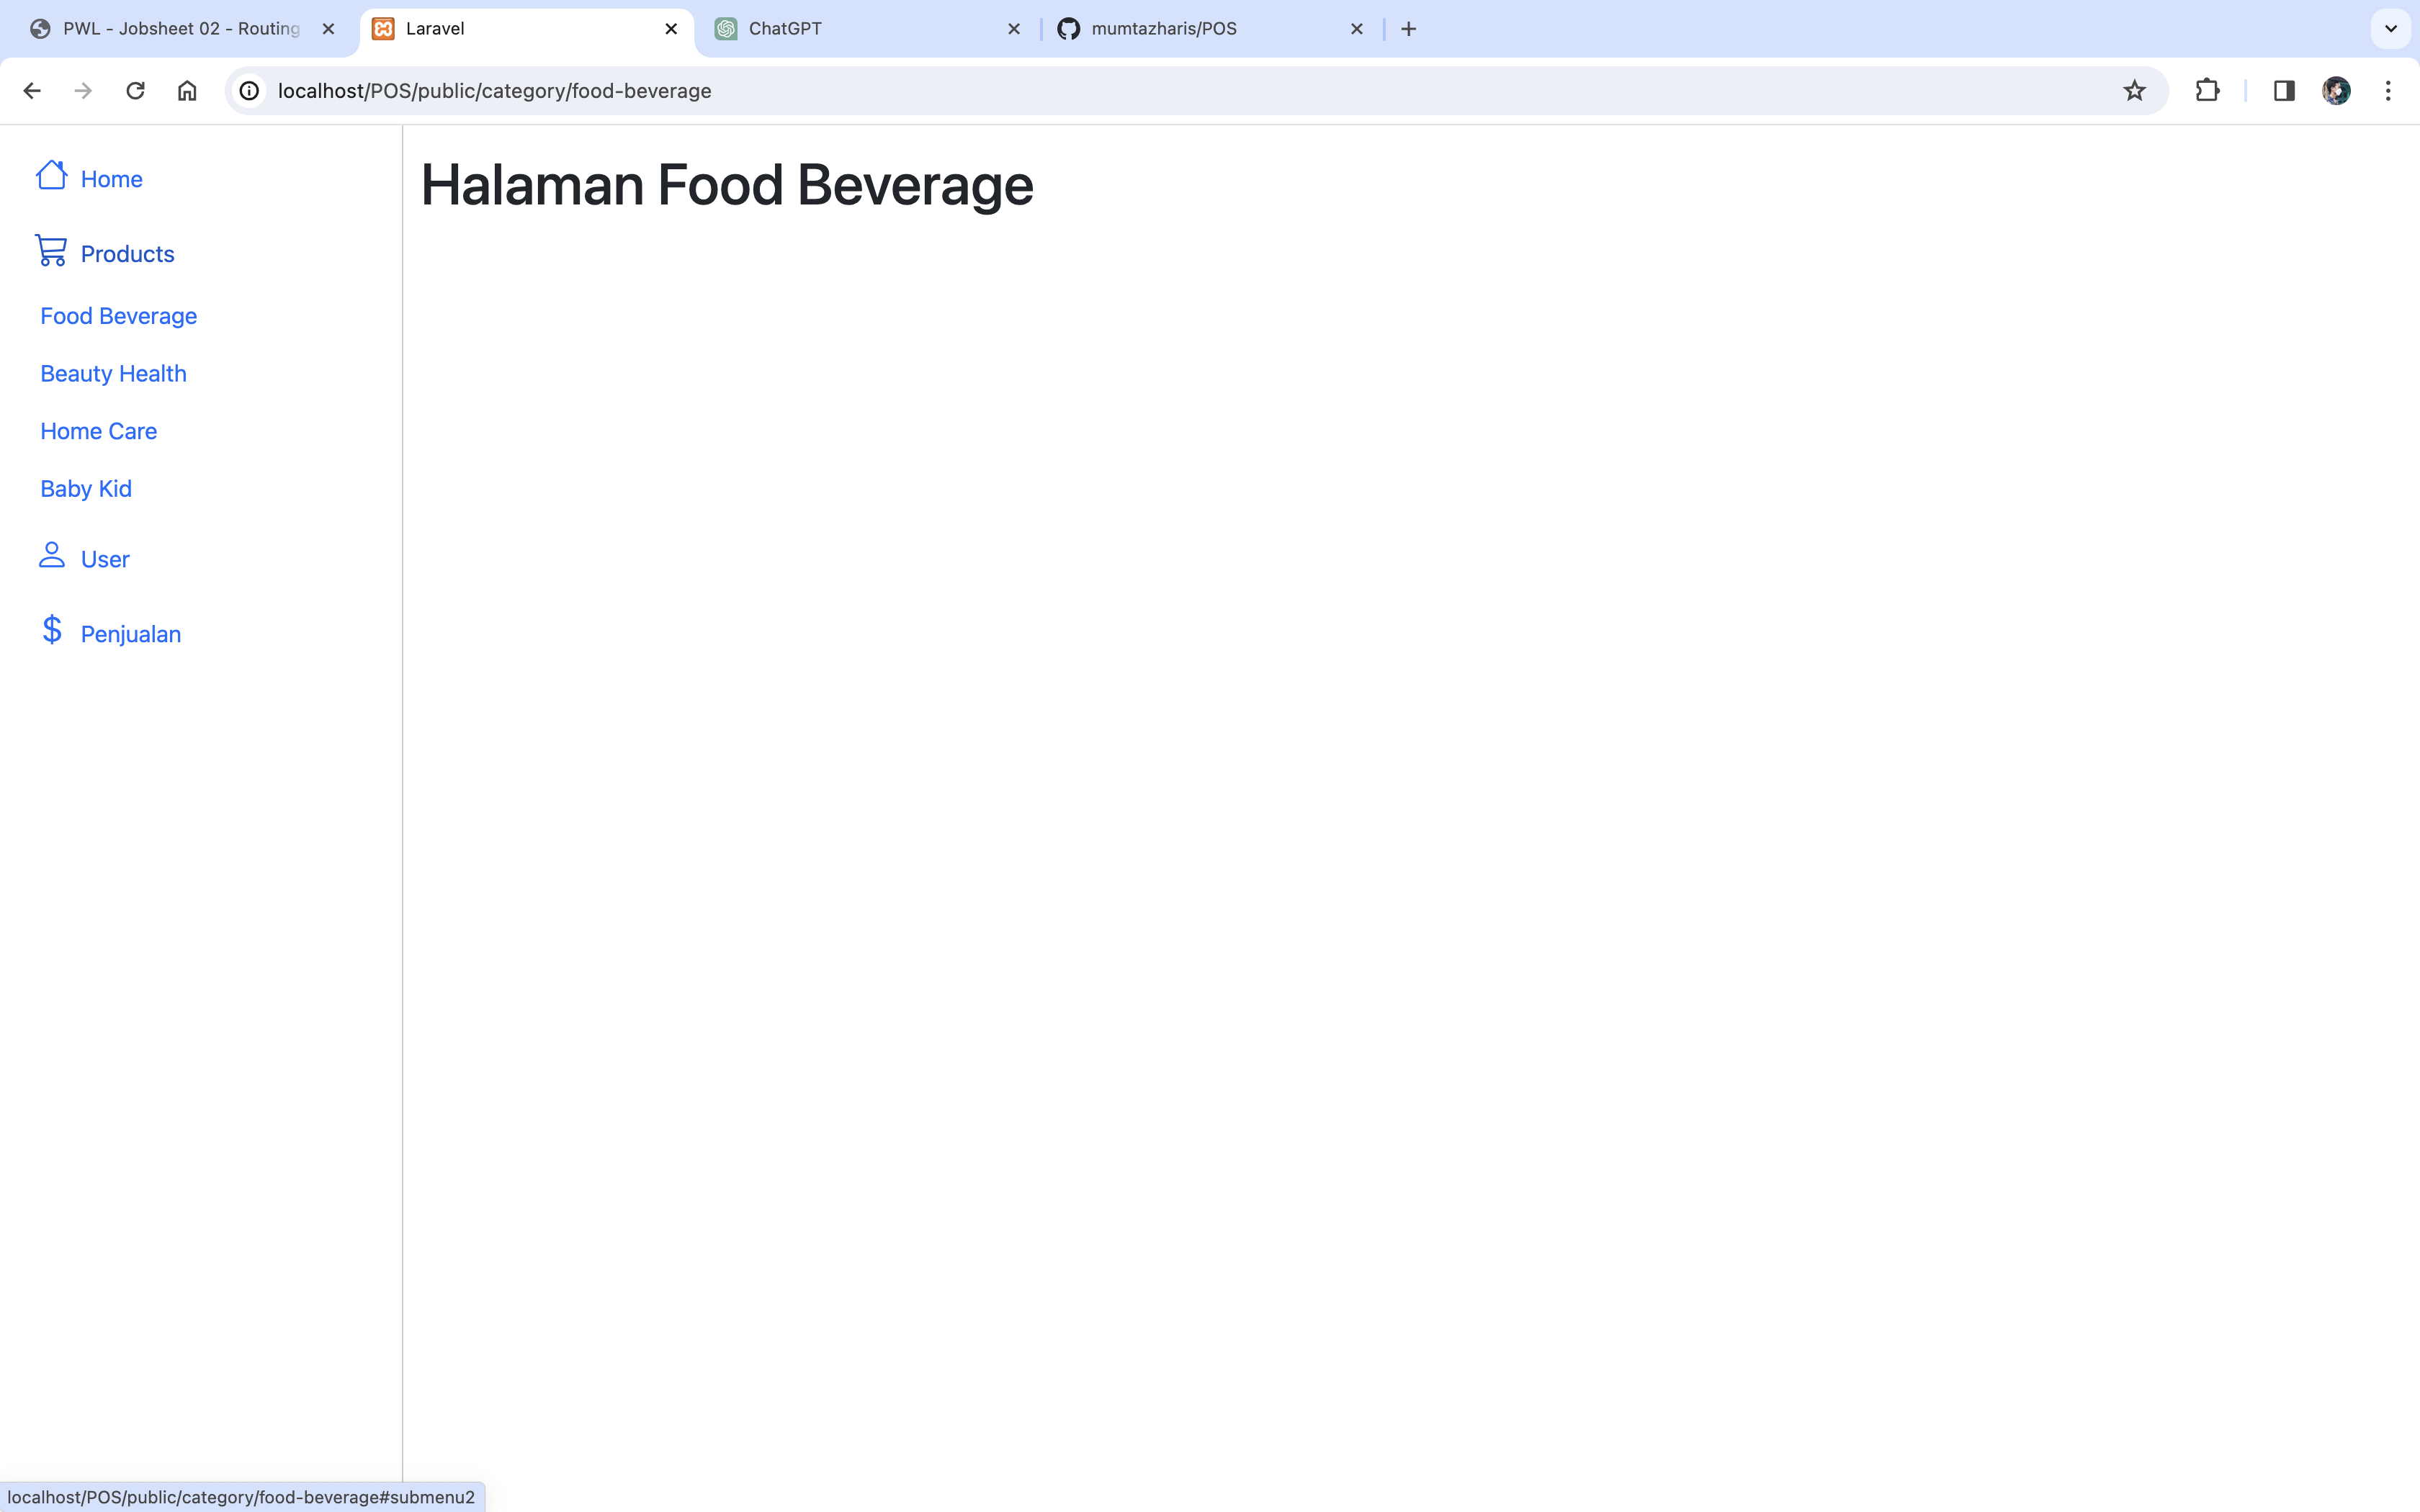 PWL - Jobsheet 02 - Routing
Laravel
ChatGPT
mumtazharis/POS
localhost/POS/public/category/food-beverage
Home
Products
Food Beverage
Beauty Health
Home Care
Baby Kid
User
$ Penjualan
Halaman Food Beverage
localhost/POS/public/category/food-beverage#submenu2